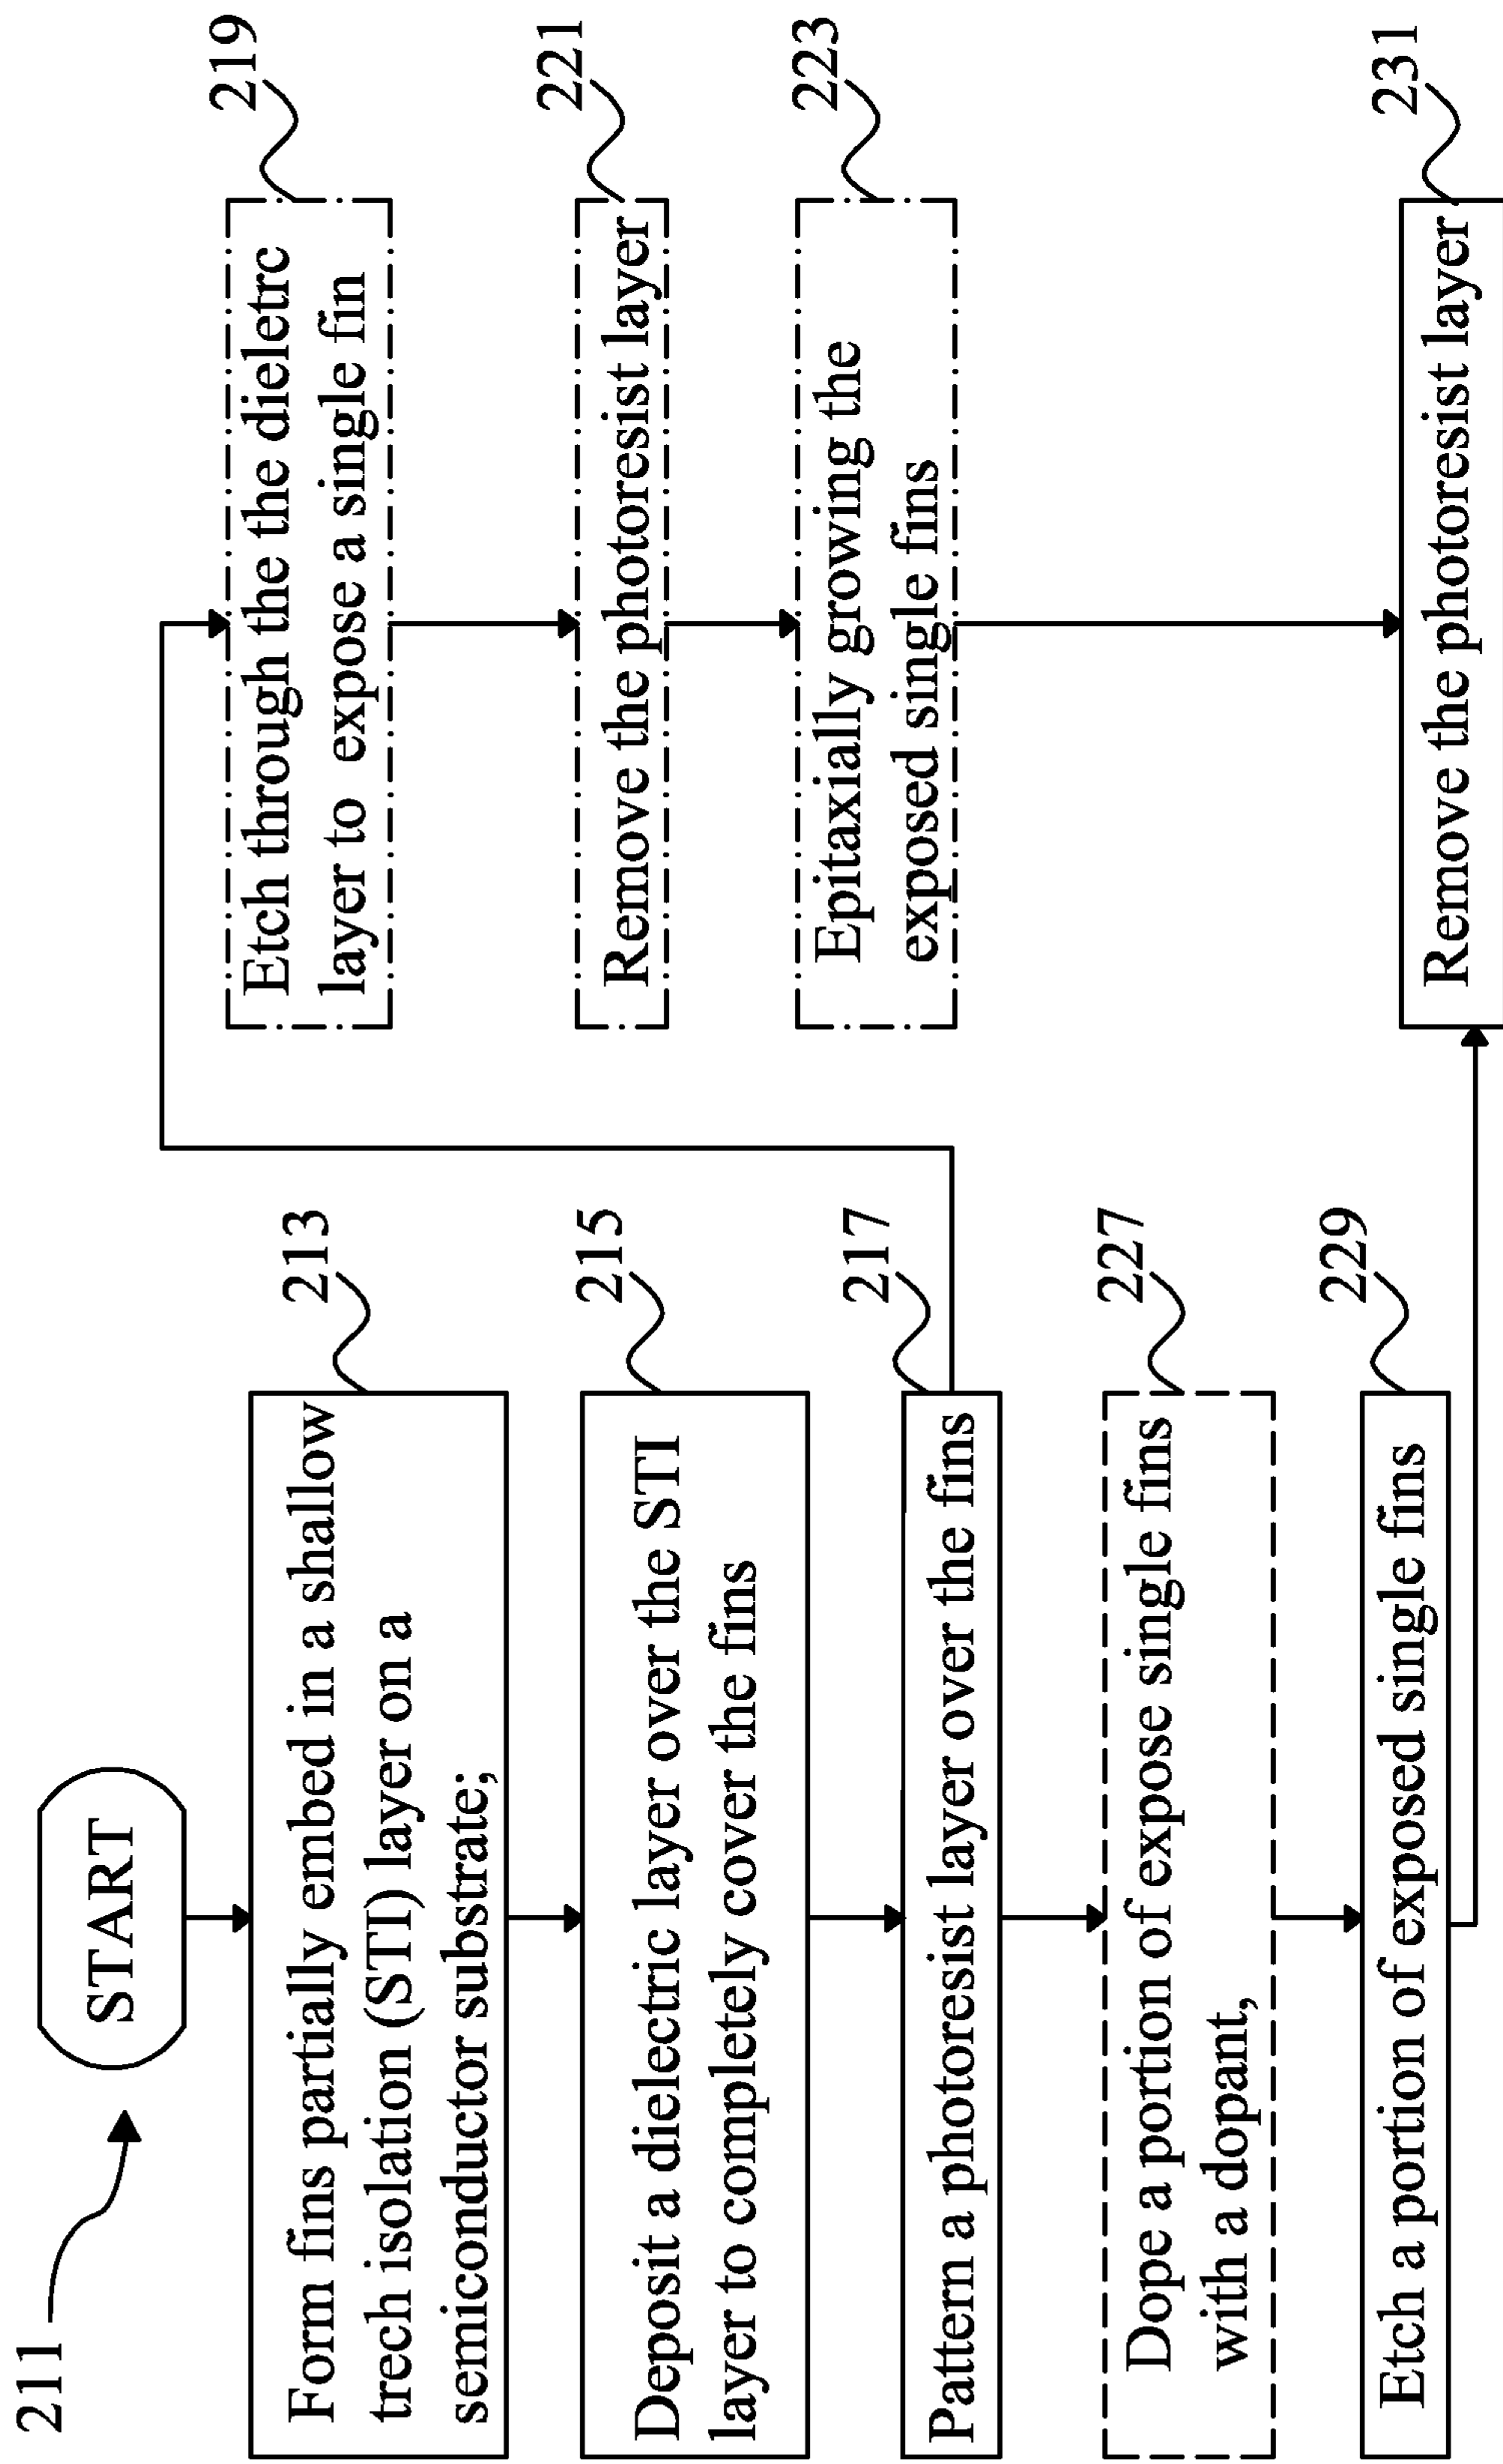 211
START
213
Form fins partially embed in a shallow
trech isolation (STI) layer on a
semiconductor substrate;
215
Deposit a dielectric layer over the STI
layer to completely cover the fins
217
Pattern a photoresist layer over the fins
227
Dope a portion of expose single fins
with a dopant,
229
Etch a portion of exposed single fins
219
Etch through the the dieletrc
layer to expose a single fin
221
Remove the photoresist layer
223
Epitaxially growing the
exposed single fins
231
Remove the photoresist layer